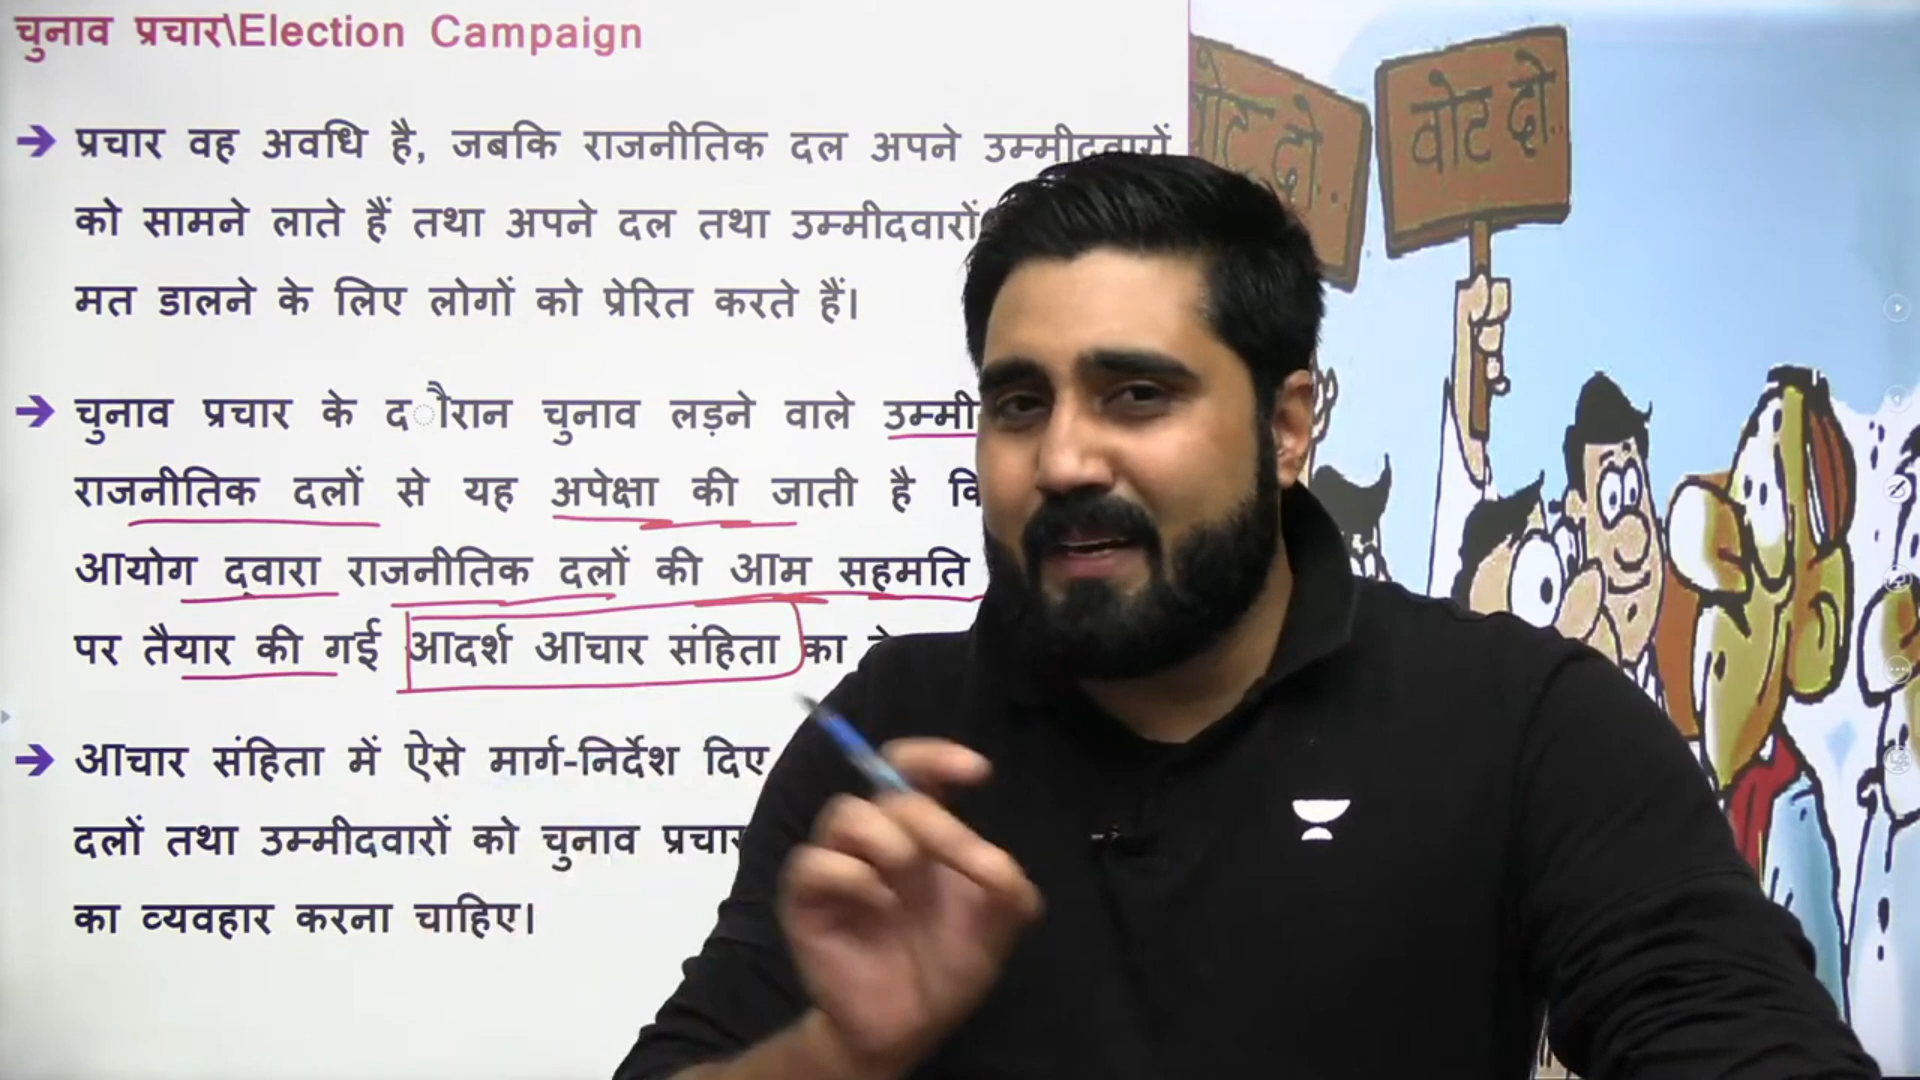 चुनाव प्रचार\Election Campaign
प्रचार वह अवधि है, जबकि राजनीतिक दल अपने उम्मीदवारों
को सामने लाते हैं तथा अपने दल तथा उम्मीदवारों
मत डालने के लिए लोगों को प्रेरित करते हैं।
चुनाव प्रचार के दौरान चुनाव लड़ने वाले
राजनीतिक दलों से यह अपेक्षा की जाती है
आयोग द्वारा राजनीतिक दलों की आम सहमति
पर तैयार की गई आदर्श आचार संहिता का
आचार संहिता में ऐसे मार्ग-निर्देश दिए
दलों तथा उम्मीदवारों को चुनाव प्रचार
का व्यवहार करना चाहिए।
वोट दो..
वोट दो..